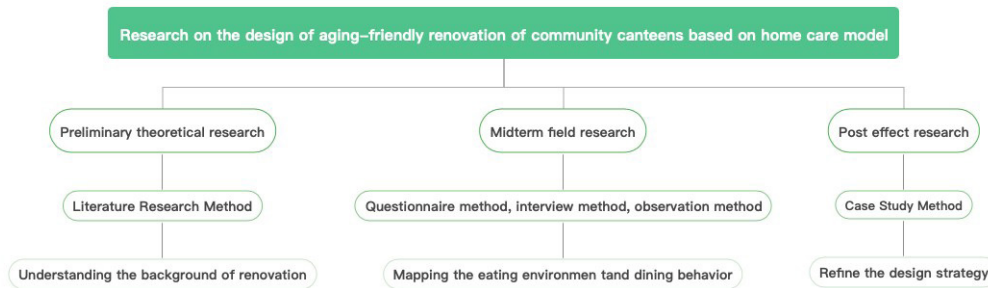 Research on the design of aging-friendly renovation of community canteens based on home care model
Preliminary theoretical research
Midterm field research
Post effect research
Literature Research Method
Questionnaire method, interview method, observation method
Case Study Method
Understanding the background of renovation
Mapping the eating environmen tand dining behavior
Refine the design strategy